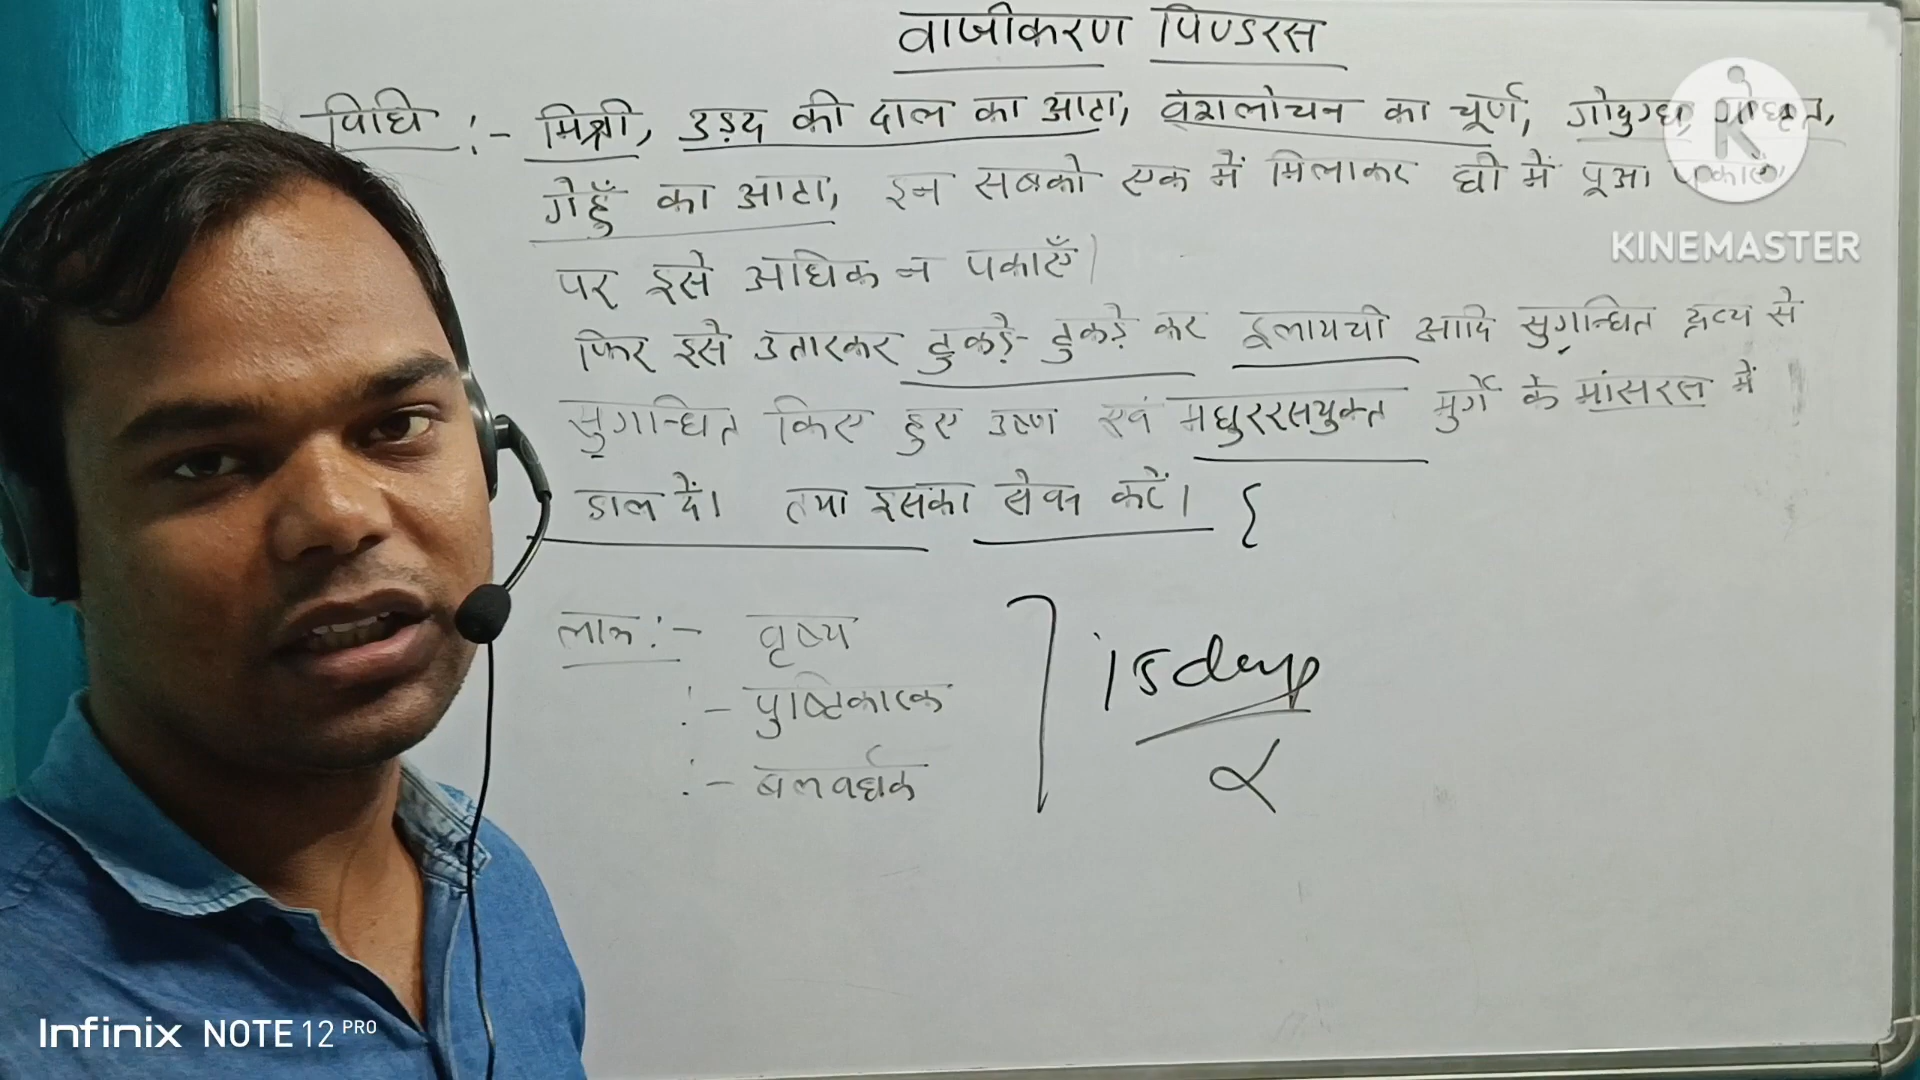 वाजीकरण पिण्डरस
विधि :- मिश्री, उड़द की दाल का आटा, वंशलोचन का चूर्ण, गोदुग्ध, गोघृत,
गेहूँ का आटा, इन सबको एक में मिलाकर घी में पूआ पकालें,
पर इसे अधिक न पकाएँ।
फिर इसे उतारकर टुकड़े-टुकड़े कर इलायची आदि सुगन्धित द्रव्य से
सुगन्धित किए हुए उष्ण एवं मधुररसयुक्त मुर्गे के मांसरस में
डाल दें। तथा इसका सेवन करें। {
लाभ :- वृष्य
:- पुष्टिकारक
:- बलवर्धक
15 days
KINEMASTER
Infinix NOTE 12 PRO